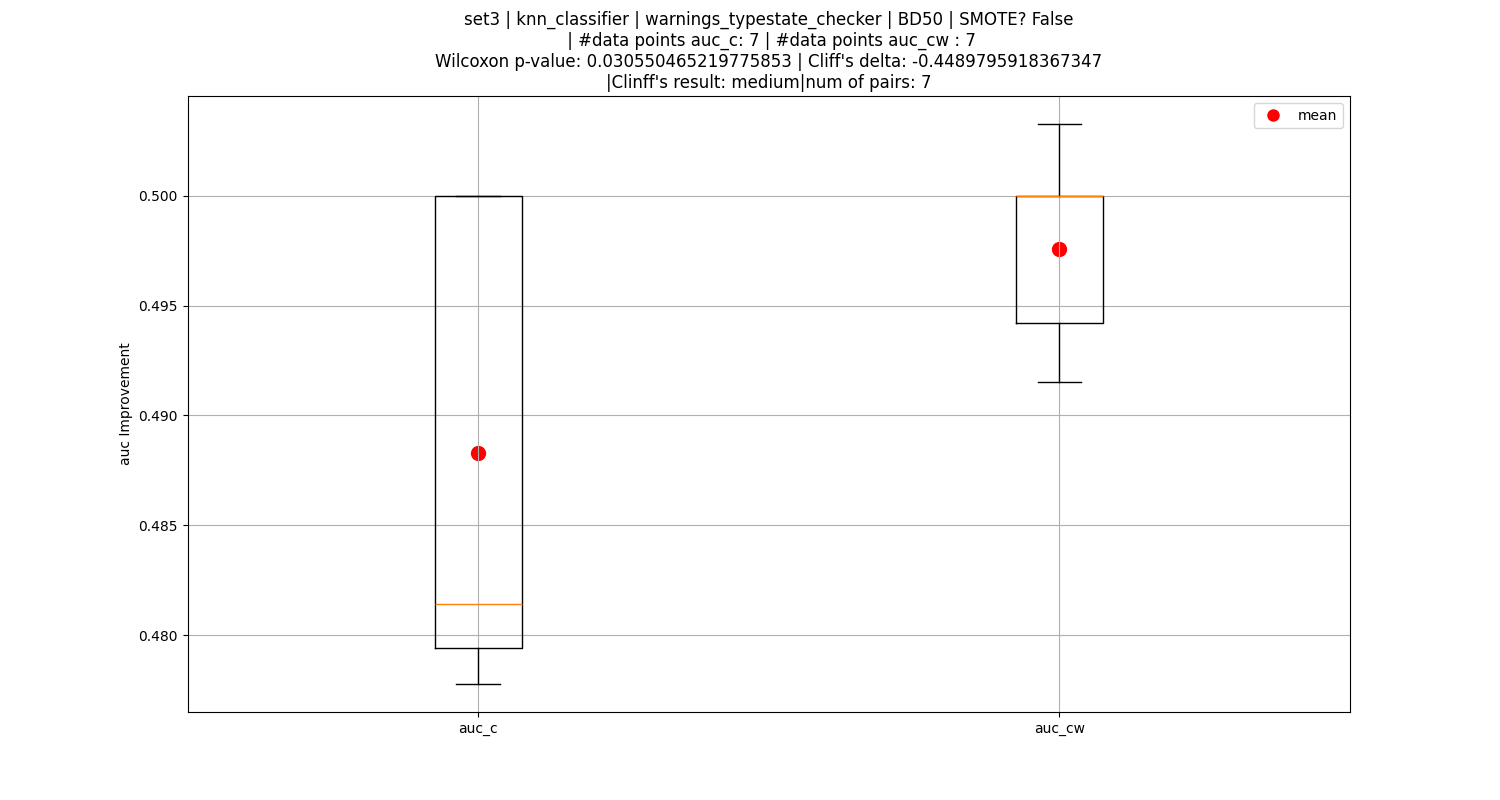 set3 | knn_classifier | warnings_typestate_checker | BD50 | SMOTE? False
| #data points auc_c: 7 | #data points auc_cw : 7
Wilcoxon p-value: 0.030550465219775853 | Cliff's delta: -0.4489795918367347
|Clinff's result: medium|num of pairs: 7
mean
0.500
0.495
0.490
0.485
0.480
auc Improvement
auc_c
auc_cw